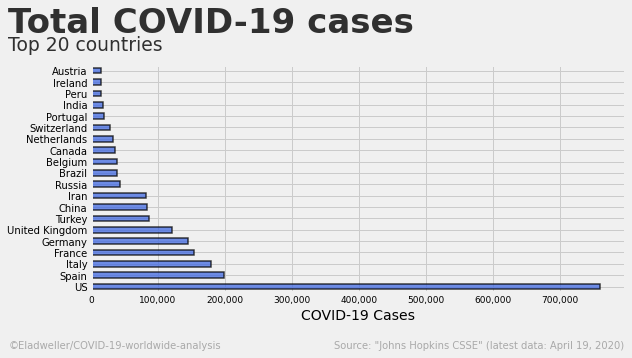 Total COVID-19 cases
Top 20 countries
Austria
Ireland
Peru
India
Portugal
Switzerland
Netherlands
Canada
Belgium
Brazil
Russia
Iran
China
Turkey
United Kingdom
Germany
France
Italy
Spain
US
0 100,000 200,000 300,000 400,000 500,000 600,000 700,000
COVID-19 Cases
©Eladweller/COVID-19-worldwide-analysis Source: "Johns Hopkins CSSE" (latest data: April 19, 2020)